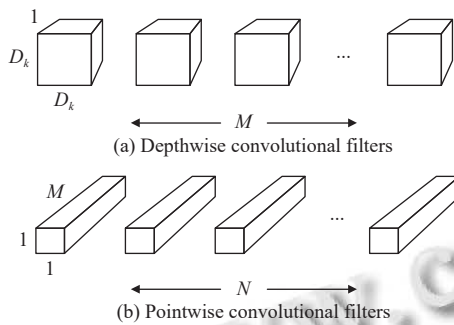 1
D_k
D_k
...
M
(a) Depthwise convolutional filters
M
1
1
...
N
(b) Pointwise convolutional filters